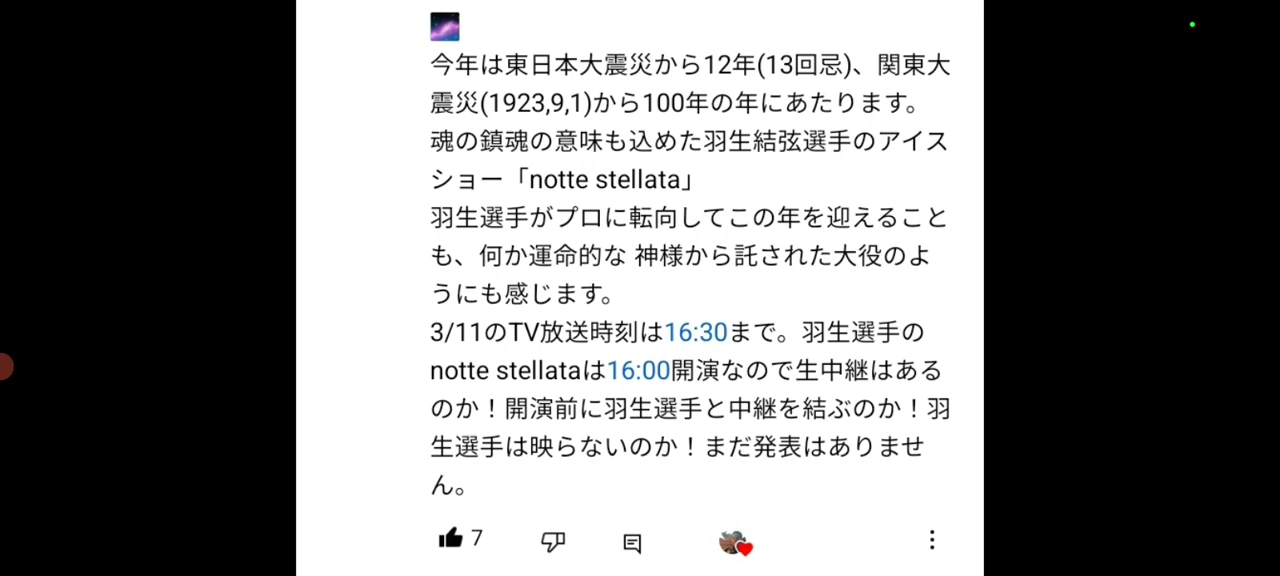 今年は東日本大震災から12年(13回忌)、関東大
震災(1923,9,1)から100年の年にあたります。
魂の鎮魂の意味も込めた羽生結弦選手のアイス
ショー「notte stellata」
羽生選手がプロに転向してこの年を迎えること
も、何か運命的な 神様から託された大役のよ
うにも感じます。
3/11のTV放送時刻は16:30まで。羽生選手の
notte stellataは16:00開演なので生中継はある
のか！開演前に羽生選手と中継を結ぶのか！羽
生選手は映らないのか！まだ発表はありませ
ん。
7